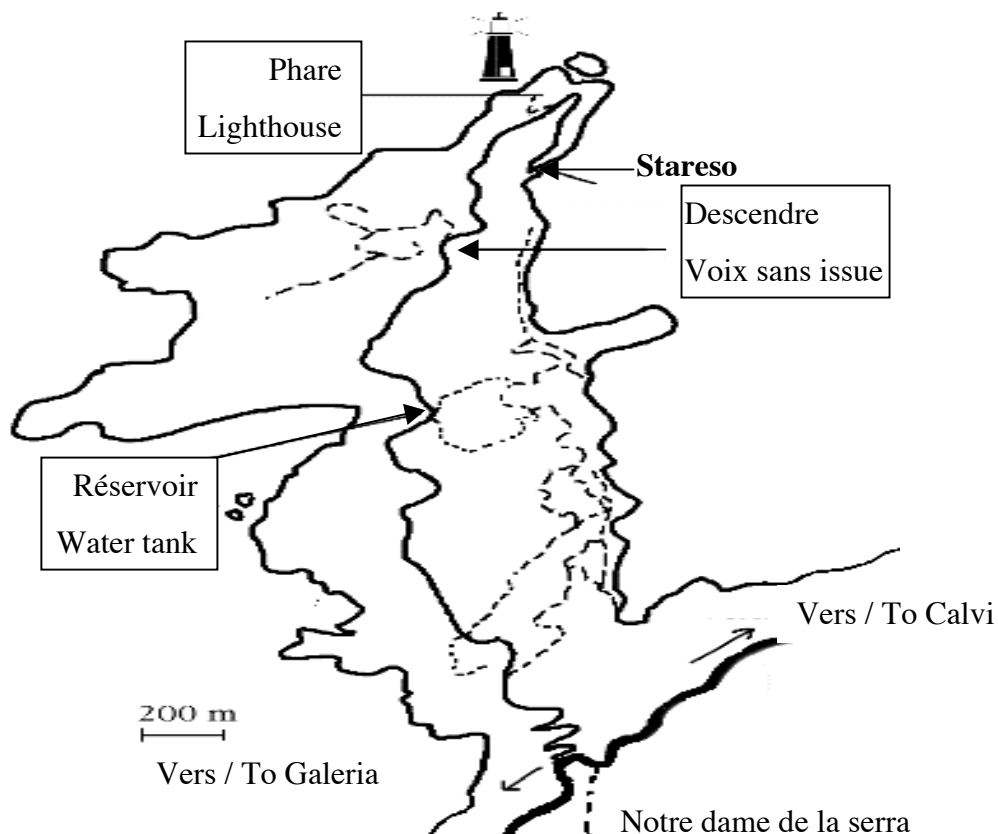 Phare
Lighthouse
Stareso
Descendre
Voix sans issue
Réservoir
Water tank
Vers / To Calvi
200 m
Vers / To Galeria
Notre dame de la serra